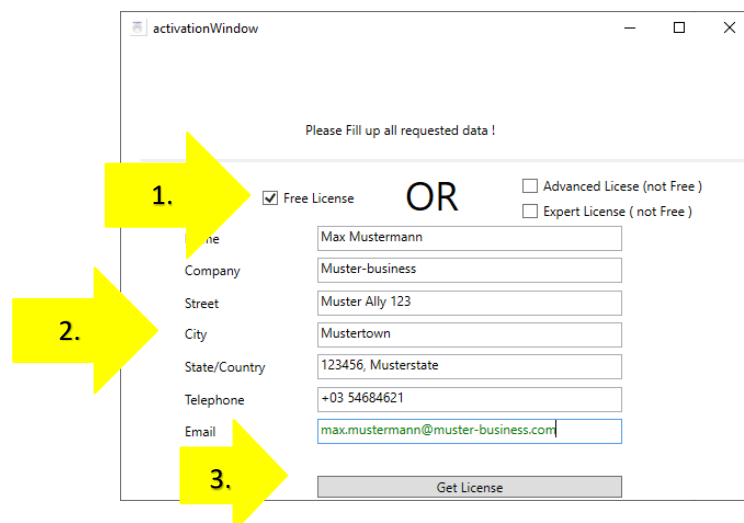 activationWindow
Please Fill up all requested data !
1.
Free License
OR
Advanced Licese (not Free )
Expert License ( not Free )
Max Mustermann
Company
Muster-business
Street
Muster Ally 123
2.
City
Mustertown
State/Country
123456, Musterstate
Telephone
+03 54684621
Email
max.mustermann@muster-business.com
3.
Get License